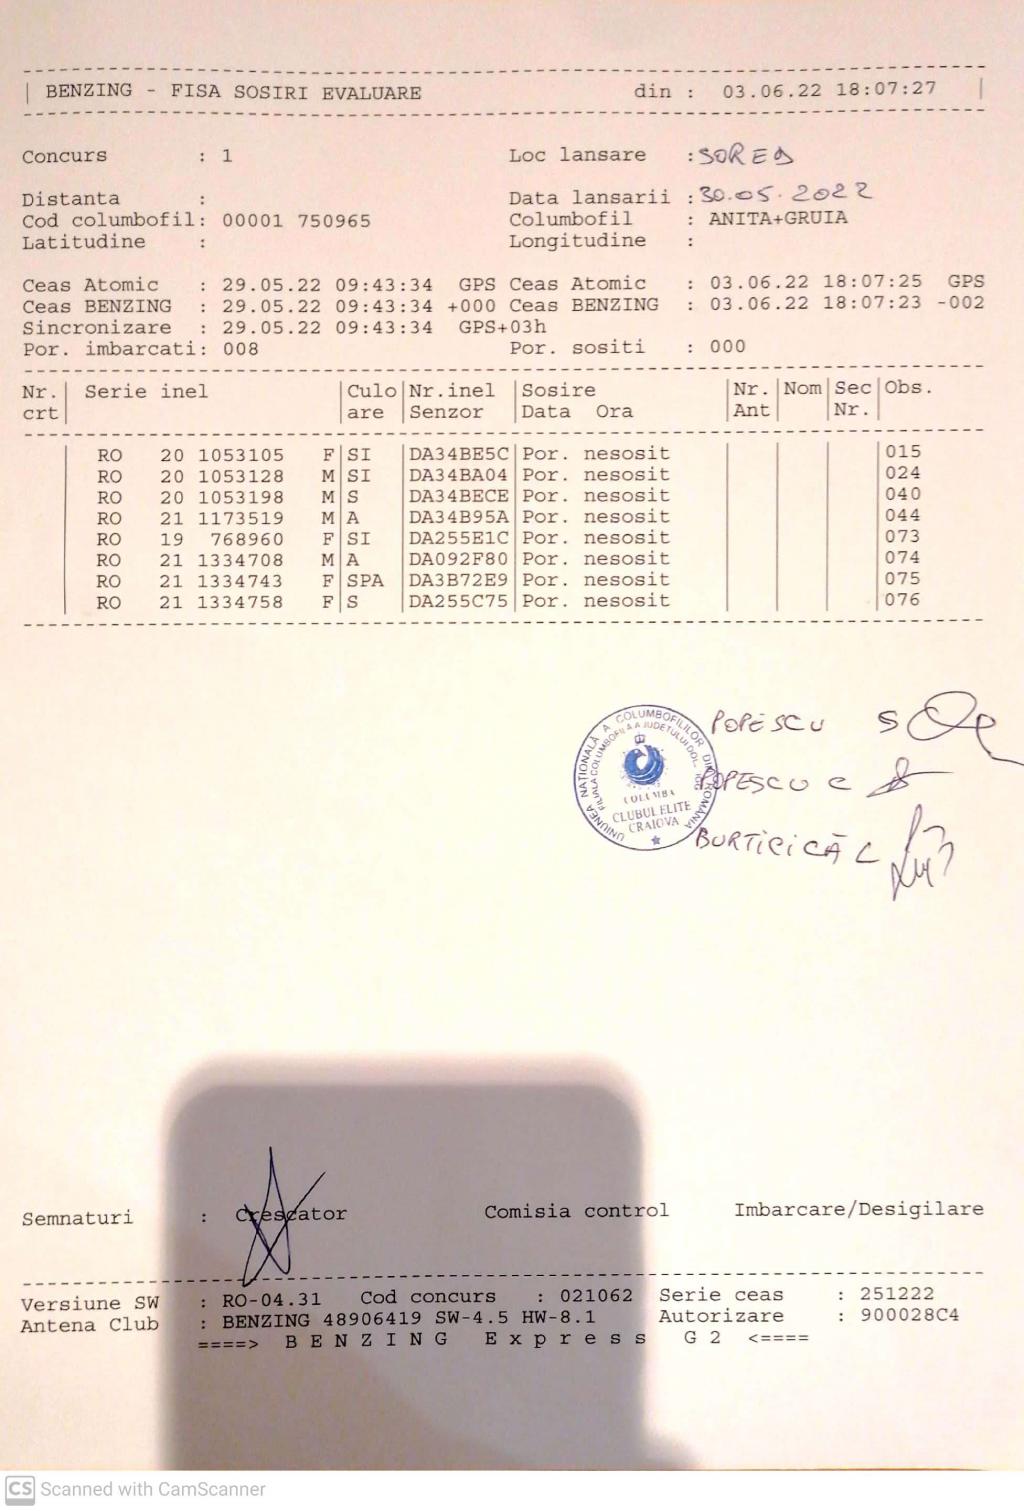 BENZING - FISA SOSIRI EVALUARE din : 03.06.22 18:07:27
Concurs : 1 Loc lansare :
Distanta : Data lansarii : 30.05.2022
Cod columbofil: 00001 750965 Columbofil : ANITA+GRUIA
Latitudine : Longitudine :
Ceas Atomic : 29.05.22 09:43:34 GPS Ceas Atomic : 03.06.22 18:07:25 GPS
Ceas BENZING : 29.05.22 09:43:34 +000 Ceas BENZING : 03.06.22 18:07:23 -002
Sincronizare : 29.05.22 09:43:34 GPS+03h
Por. imbarcati: 008 Por. sositi : 000
Nr. Serie inel Culo Nr.inel Sosire Nr. Nom Sec Obs.
crt are Senzor Data Ora Ant Nr.
RO 20 1053105 F SI DA34BE5C Por. nesosit 015
RO 20 1053128 M SI DA34BA04 Por. nesosit 024
RO 20 1053198 M S DA34BECE Por. nesosit 040
RO 21 1173519 M A DA34B95A Por. nesosit 044
RO 19 768960 F SI DA255E1C Por. nesosit 073
RO 21 1334708 M A DA092F80 Por. nesosit 074
RO 21 1334743 F SPA DA3B72E9 Por. nesosit 075
RO 21 1334758 F S DA255C75 Por. nesosit 076
UNIUNEA NAȚIONALĂ A COLUMBOFILILOR DIN ROMÂNIA
FILIALA COLUMBOFILĂ A JUDEȚULUI DOLJ
COLUMBA
CLUBUL ELITE
CRAIOVA
POPESCU S
POPESCU C
BURTICICĂ L
Semnaturi : Crescator Comisia control Imbarcare/Desigilare
Versiune SW : RO-04.31 Cod concurs : 021062 Serie ceas : 251222
Antena Club : BENZING 48906419 SW-4.5 HW-8.1 Autorizare : 900028C4
====> B E N Z I N G E x p r e s s G 2 <====
CS Scanned with CamScanner